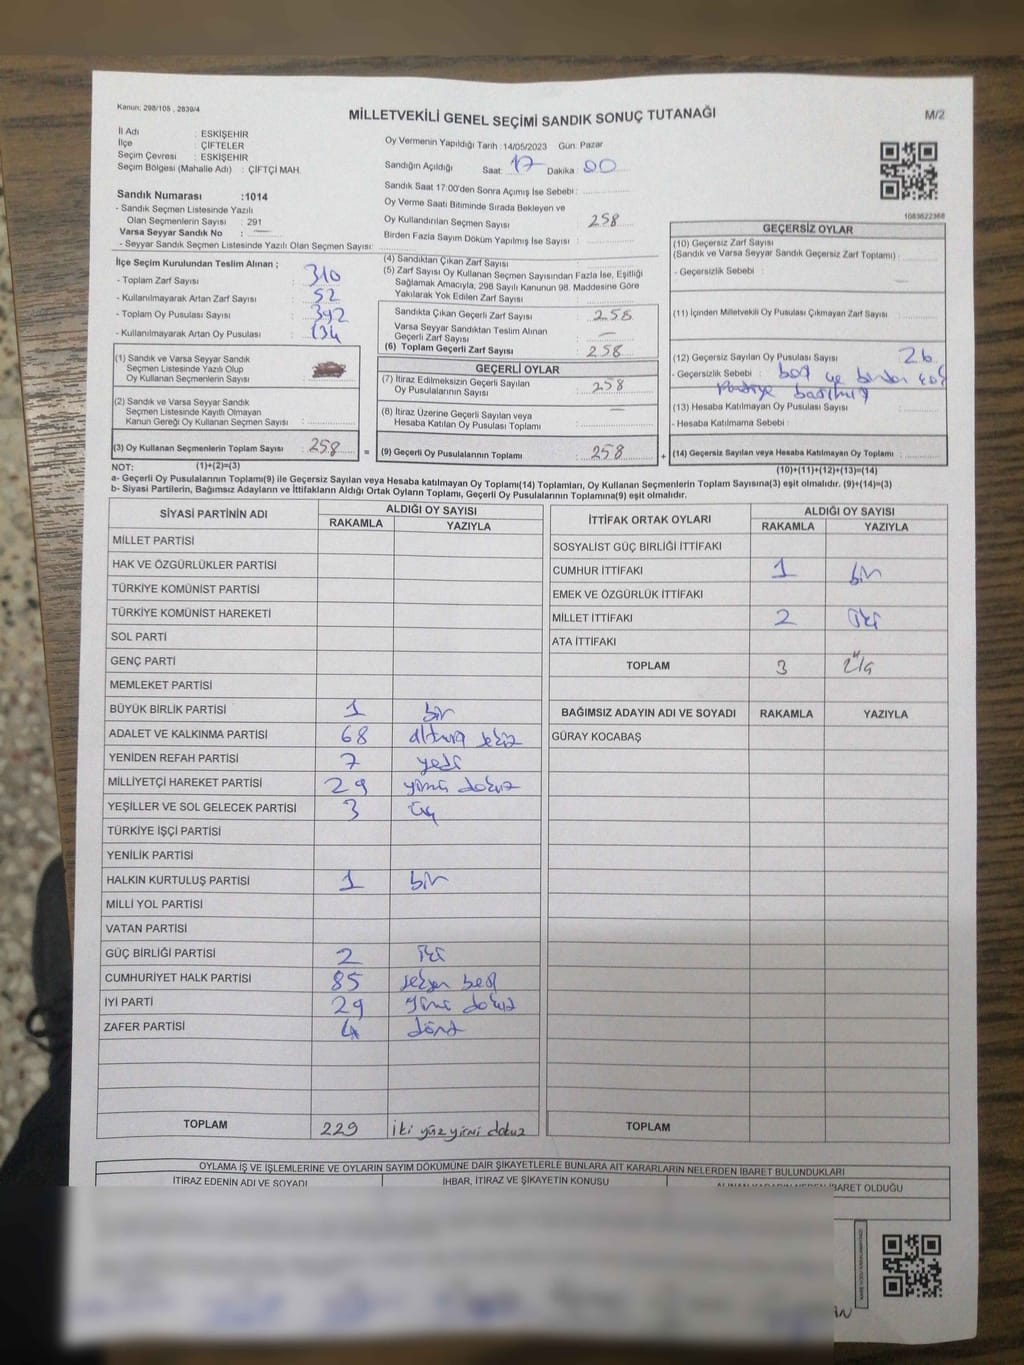 Kanun: 298/105 , 2839/4
MİLLETVEKİLİ GENEL SEÇİMİ SANDIK SONUÇ TUTANAĞI
M/2
İl Adı : ESKİŞEHİR
İlçe : ÇİFTELER
Seçim Çevresi : ESKİŞEHİR
Seçim Bölgesi (Mahalle Adı) : ÇİFTÇİ MAH.
Sandık Numarası :1014
- Sandık Seçmen Listesinde Yazılı
Olan Seçmenlerin Sayısı : 291
Varsa Seyyar Sandık No :
- Seyyar Sandık Seçmen Listesinde Yazılı Olan Seçmen Sayısı:
İlçe Seçim Kurulundan Teslim Alınan ;
- Toplam Zarf Sayısı : 310
- Kullanılmayarak Artan Zarf Sayısı : 52
- Toplam Oy Pusulası Sayısı : 392
- Kullanılmayarak Artan Oy Pusulası : 134
Oy Vermenin Yapıldığı Tarih : 14/05/2023 Gün: Pazar
Sandığın Açıldığı Saat: 17 Dakika : 00
Sandık Saat 17:00'den Sonra Açımış İse Sebebi :
Oy Verme Saati Bitiminde Sırada Bekleyen ve
Oy Kullandırılan Seçmen Sayısı : 258
Birden Fazla Sayım Döküm Yapılmış İse Sayısı :
(4) Sandıktan Çıkan Zarf Sayısı :
(5) Zarf Sayısı Oy Kullanan Seçmen Sayısından Fazla İse, Eşitliği
Sağlamak Amacıyla, 298 Sayılı Kanunun 98. Maddesine Göre
Yakılarak Yok Edilen Zarf Sayısı :
Sandıkta Çıkan Geçerli Zarf Sayısı : 258
Varsa Seyyar Sandıktan Teslim Alınan
Geçerli Zarf Sayısı :
(6) Toplam Geçerli Zarf Sayısı : 258
1083622368
GEÇERSİZ OYLAR
(10) Geçersiz Zarf Sayısı
(Sandık ve Varsa Seyyar Sandık Geçersiz Zarf Toplamı) :
- Geçersizlik Sebebi :
(11) İçinden Milletvekili Oy Pusulası Çıkmayan Zarf Sayısı :
(12) Geçersiz Sayılan Oy Pusulası Sayısı : 26
- Geçersizlik Sebebi : boş ve birden çok
partiye basılmış
(13) Hesaba Katılmayan Oy Pusulası Sayısı :
- Hesaba Katılmama Sebebi :
(14) Geçersiz Sayılan veya Hesaba Katılmayan Oy Toplamı :
(10)+(11)+(12)+(13)=(14)
(1) Sandık ve Varsa Seyyar Sandık
Seçmen Listesinde Yazılı Olup
Oy Kullanan Seçmenlerin Sayısı :
(2) Sandık ve Varsa Seyyar Sandık
Seçmen Listesinde Kayıtlı Olmayan
Kanun Gereği Oy Kullanan Seçmen Sayısı :
(3) Oy Kullanan Seçmenlerin Toplam Sayısı : 258 =
GEÇERLİ OYLAR
(7) İtiraz Edilmeksizin Geçerli Sayılan
Oy Pusulalarının Sayısı : 258
(8) İtiraz Üzerine Geçerli Sayılan veya
Hesaba Katılan Oy Pusulası Toplamı :
(9) Geçerli Oy Pusulalarının Toplamı : 258 +
NOT: (1)+(2)=(3)
a- Geçerli Oy Pusulalarının Toplamı(9) ile Geçersiz Sayılan veya Hesaba katılmayan Oy Toplamı(14) Toplamları, Oy Kullanan Seçmenlerin Toplam Sayısına(3) eşit olmalıdır. (9)+(14)=(3)
b- Siyasi Partilerin, Bağımsız Adayların ve İttifakların Aldığı Ortak Oyların Toplamı, Geçerli Oy Pusulalarının Toplamına(9) eşit olmalıdır.
SİYASİ PARTİNİN ADI ALDIĞI OY SAYISI
RAKAMLA YAZIYLA
MİLLET PARTİSİ
HAK VE ÖZGÜRLÜKLER PARTİSİ
TÜRKİYE KOMÜNİST PARTİSİ
TÜRKİYE KOMÜNİST HAREKETİ
SOL PARTİ
GENÇ PARTİ
MEMLEKET PARTİSİ
BÜYÜK BİRLİK PARTİSİ 1 bir
ADALET VE KALKINMA PARTİSİ 68 altmış sekiz
YENİDEN REFAH PARTİSİ 7 yedi
MİLLİYETÇİ HAREKET PARTİSİ 29 yirmi dokuz
YEŞİLLER VE SOL GELECEK PARTİSİ 3 üç
TÜRKİYE İŞÇİ PARTİSİ
YENİLİK PARTİSİ
HALKIN KURTULUŞ PARTİSİ 1 bir
MİLLİ YOL PARTİSİ
VATAN PARTİSİ
GÜÇ BİRLİĞİ PARTİSİ 2 iki
CUMHURİYET HALK PARTİSİ 85 seksen beş
İYİ PARTİ 29 yirmi dokuz
ZAFER PARTİSİ 4 dört
TOPLAM 229 iki yüz yirmi dokuz
İTTİFAK ORTAK OYLARI ALDIĞI OY SAYISI
RAKAMLA YAZIYLA
SOSYALİST GÜÇ BİRLİĞİ İTTİFAKI
CUMHUR İTTİFAKI 1 bir
EMEK VE ÖZGÜRLÜK İTTİFAKI
MİLLET İTTİFAKI 2 iki
ATA İTTİFAKI
TOPLAM 3 üç
BAĞIMSIZ ADAYIN ADI VE SOYADI RAKAMLA YAZIYLA
GÜRAY KOCABAŞ
TOPLAM
OYLAMA İŞ VE İŞLEMLERİNE VE OYLARIN SAYIM DÖKÜMÜNE DAİR ŞİKAYETLERLE BUNLARA AİT KARARLARIN NELERDEN İBARET BULUNDUKLARI
İTİRAZ EDENİN ADI VE SOYADI İHBAR, İTİRAZ VE ŞİKAYETİN KONUSU ALINAN KARARIN NEDEN İBARET OLDUĞU